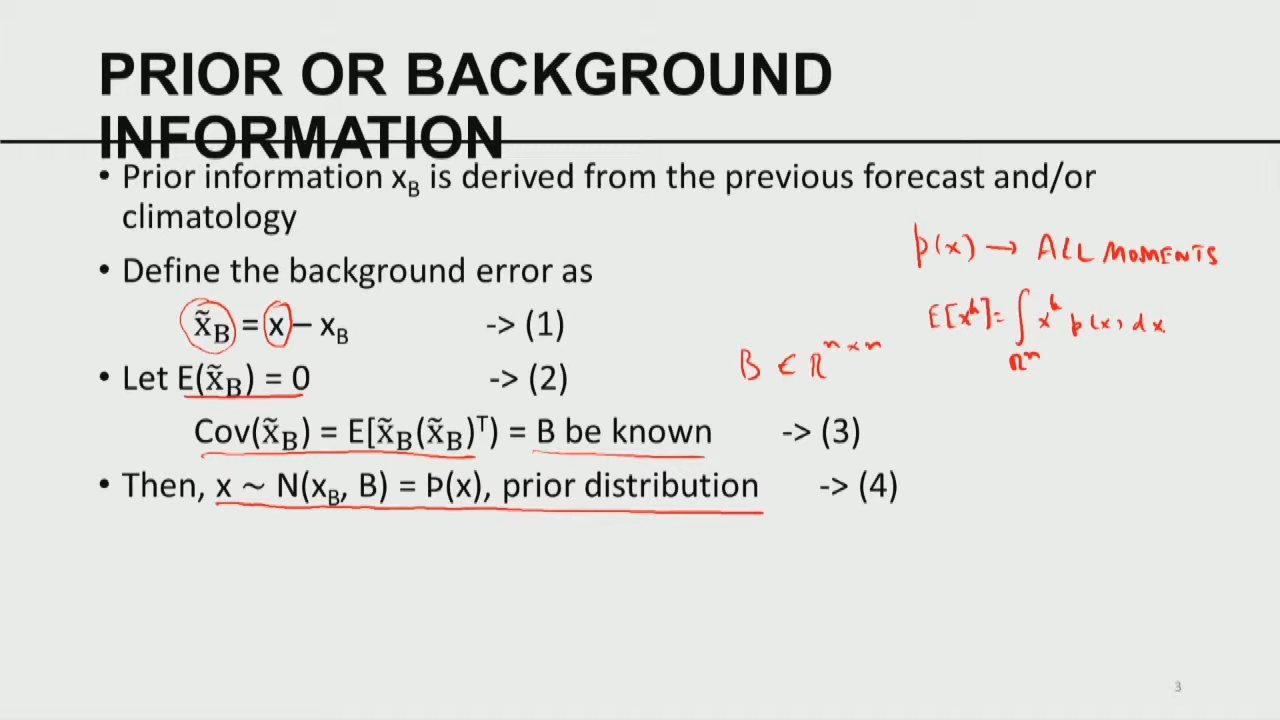 PRIOR OR BACKGROUND
INFORMATION
• Prior information x_B is derived from the previous forecast and/or
climatology
• Define the background error as
x̃_B = x – x_B -> (1)
• Let E(x̃_B) = 0 -> (2)
Cov(x̃_B) = E[x̃_B(x̃_B)ᵀ) = B be known -> (3)
• Then, x ~ N(x_B, B) = Þ(x), prior distribution -> (4)
p(x) → ALL MOMENTS
E[x^k] = ∫_{ℝⁿ} x^k p(x) dx
B ∈ ℝ^{n×n}
3